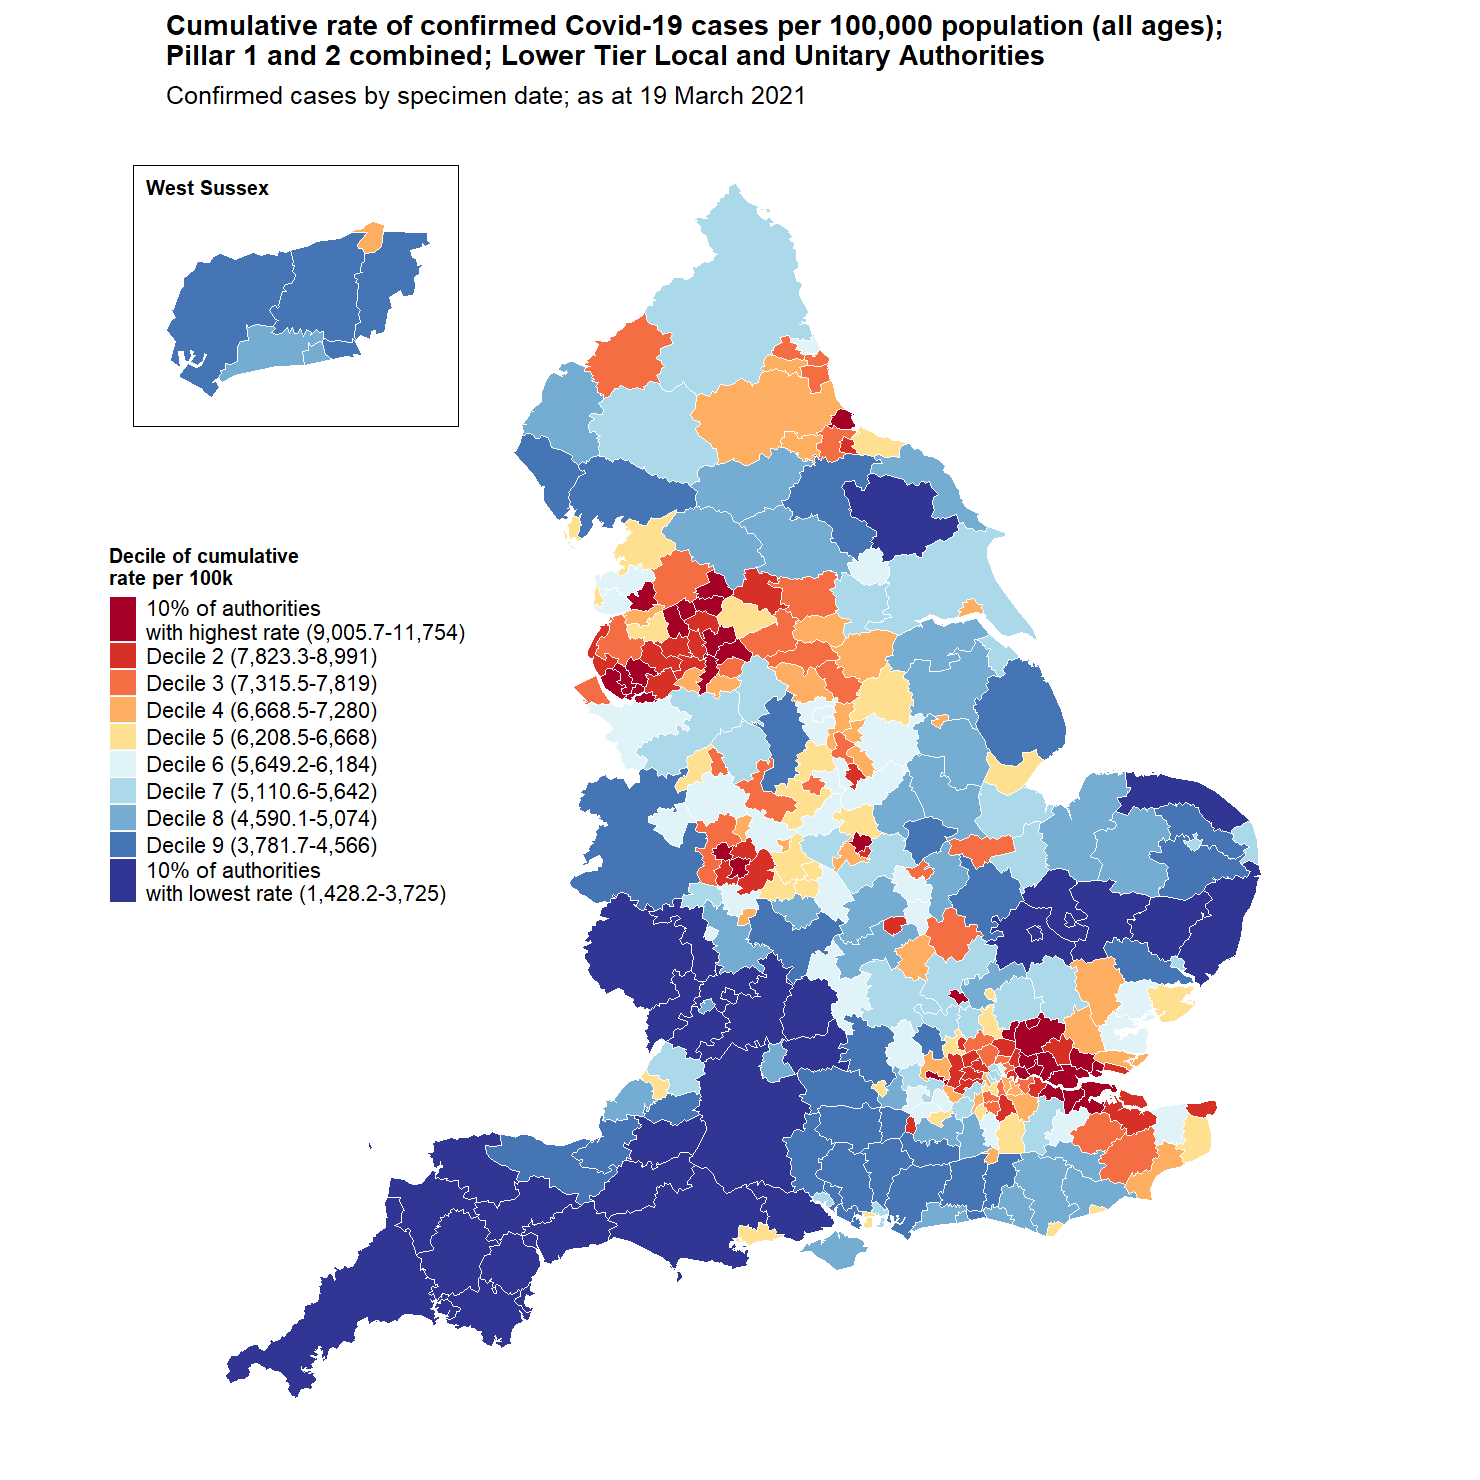 Cumulative rate of confirmed Covid-19 cases per 100,000 population (all ages);
Pillar 1 and 2 combined; Lower Tier Local and Unitary Authorities
Confirmed cases by specimen date; as at 19 March 2021
West Sussex
Decile of cumulative
rate per 100k
10% of authorities
with highest rate (9,005.7-11,754)
Decile 2 (7,823.3-8,991)
Decile 3 (7,315.5-7,819)
Decile 4 (6,668.5-7,280)
Decile 5 (6,208.5-6,668)
Decile 6 (5,649.2-6,184)
Decile 7 (5,110.6-5,642)
Decile 8 (4,590.1-5,074)
Decile 9 (3,781.7-4,566)
10% of authorities
with lowest rate (1,428.2-3,725)